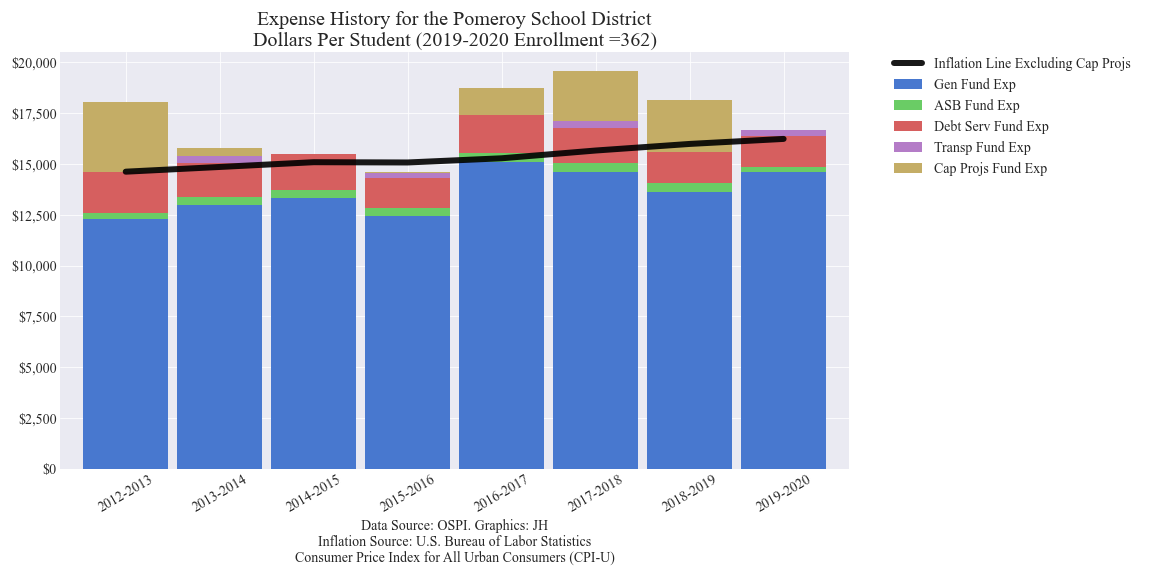 Expense History for the Pomeroy School District
Dollars Per Student (2019-2020 Enrollment =362)
$20,000
$17,500
$15,000
$12,500
$10,000
$7,500
$5,000
$2,500
$0
2012-2013
2013-2014
2014-2015
2015-2016
2016-2017
2017-2018
2018-2019
2019-2020
Inflation Line Excluding Cap Projs
Gen Fund Exp
ASB Fund Exp
Debt Serv Fund Exp
Transp Fund Exp
Cap Projs Fund Exp
Data Source: OSPI. Graphics: JH
Inflation Source: U.S. Bureau of Labor Statistics
Consumer Price Index for All Urban Consumers (CPI-U)